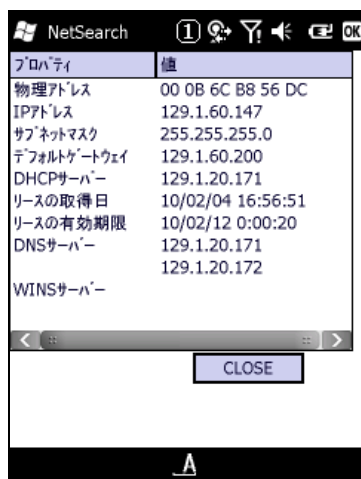 NetSearch 1 OK
ﾌﾟﾛﾊﾟﾃｨ 値
物理ｱﾄﾞﾚｽ 00 0B 6C B8 56 DC
IPｱﾄﾞﾚｽ 129.1.60.147
ｻﾌﾞﾈｯﾄﾏｽｸ 255.255.255.0
ﾃﾞﾌｫﾙﾄｹﾞｰﾄｳｪｲ 129.1.60.200
DHCPｻｰﾊﾞｰ 129.1.20.171
ﾘｰｽの取得日 10/02/04 16:56:51
ﾘｰｽの有効期限 10/02/12 0:00:20
DNSｻｰﾊﾞｰ 129.1.20.171
129.1.20.172
WINSｻｰﾊﾞｰ
CLOSE
A